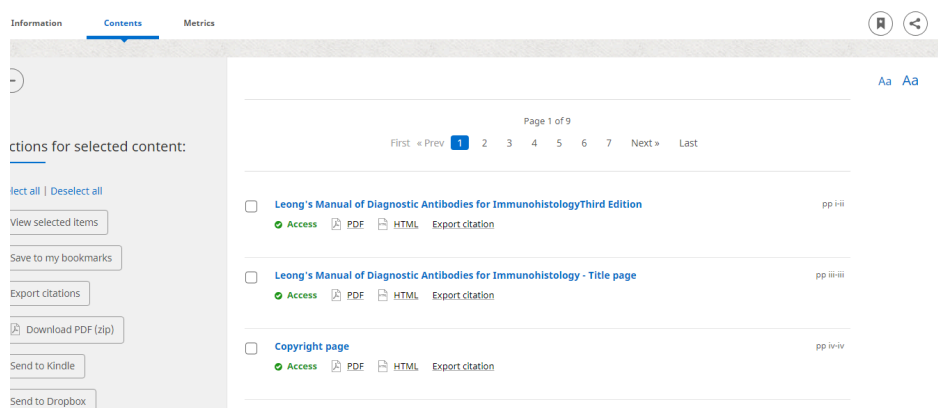 Information Contents Metrics
Aa Aa
Page 1 of 9
First « Prev 1 2 3 4 5 6 7 Next » Last
ctions for selected content:
lect all | Deselect all
View selected items
Save to my bookmarks
Export citations
Download PDF (zip)
Send to Kindle
Send to Dropbox
Leong's Manual of Diagnostic Antibodies for ImmunohistologyThird Edition pp i-ii
Access PDF HTML Export citation
Leong's Manual of Diagnostic Antibodies for Immunohistology - Title page pp iii-iii
Access PDF HTML Export citation
Copyright page pp iv-iv
Access PDF HTML Export citation